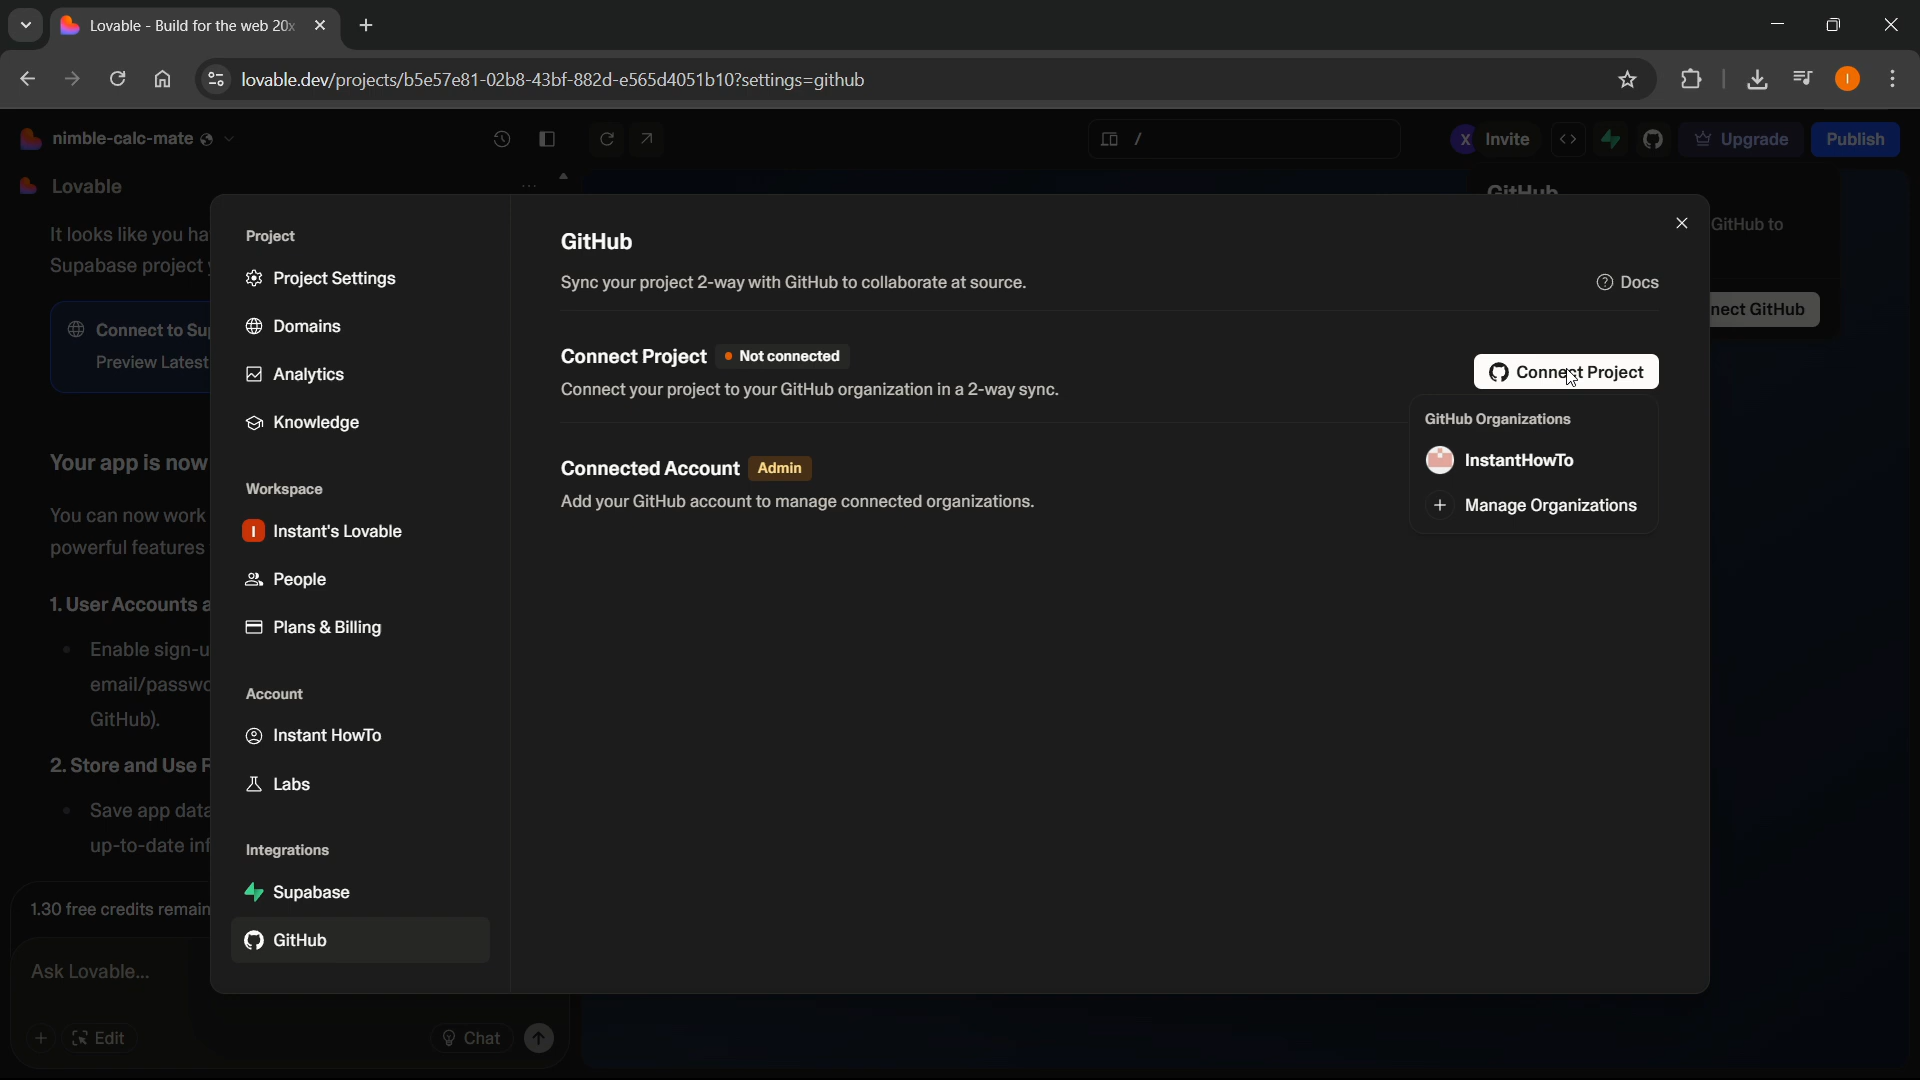 Lovable - Build for the web 20x
lovable.dev/projects/b5e57e81-02b8-43bf-882d-e565d4051b10?settings=github
I
nimble-calc-mate
/
X Invite
Upgrade
Publish
Lovable
It looks like you ha
Supabase project
Connect to Sup
Preview Latest
Your app is now
You can now work
powerful features
1. User Accounts a
Enable sign-u
email/passwo
GitHub).
2. Store and Use
Save app data
up-to-date inf
1.30 free credits remain
Ask Lovable...
Edit
Chat
Project
Project Settings
Domains
Analytics
Knowledge
Workspace
I Instant's Lovable
People
Plans & Billing
Account
Instant HowTo
Labs
Integrations
Supabase
GitHub
GitHub
Sync your project 2-way with GitHub to collaborate at source.
Docs
Connect Project
Not connected
Connect your project to your GitHub organization in a 2-way sync.
Connect Project
GitHub Organizations
InstantHowTo
Manage Organizations
Connected Account
Admin
Add your GitHub account to manage connected organizations.
GitHub
GitHub to
nect GitHub